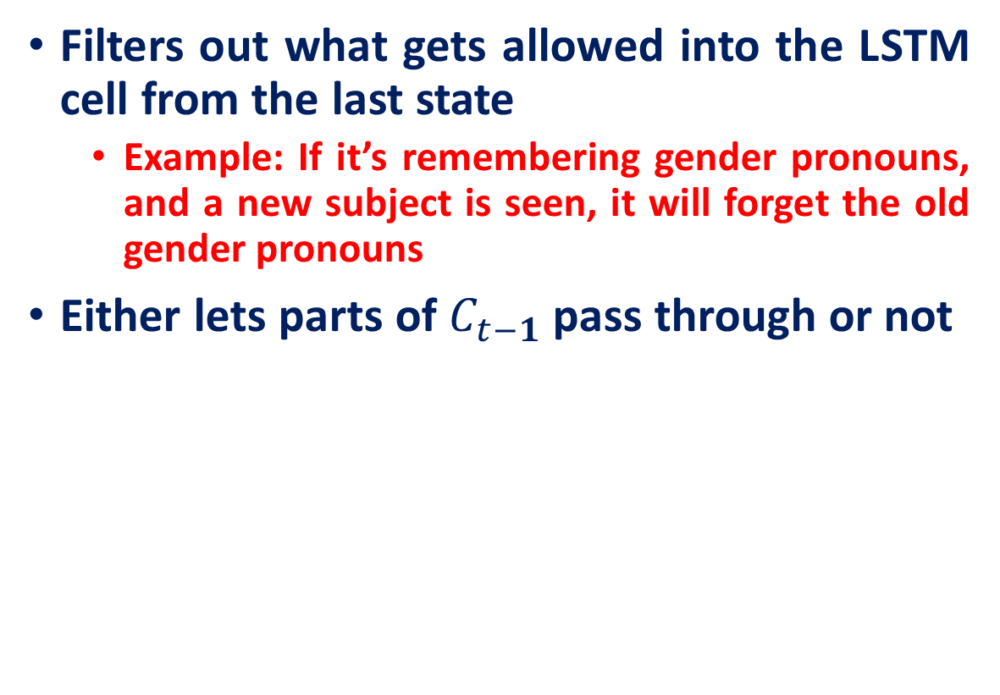 • Filters out what gets allowed into the LSTM
cell from the last state
• Example: If it’s remembering gender pronouns,
and a new subject is seen, it will forget the old
gender pronouns
• Either lets parts of 𝐶ₜ₋₁ pass through or not